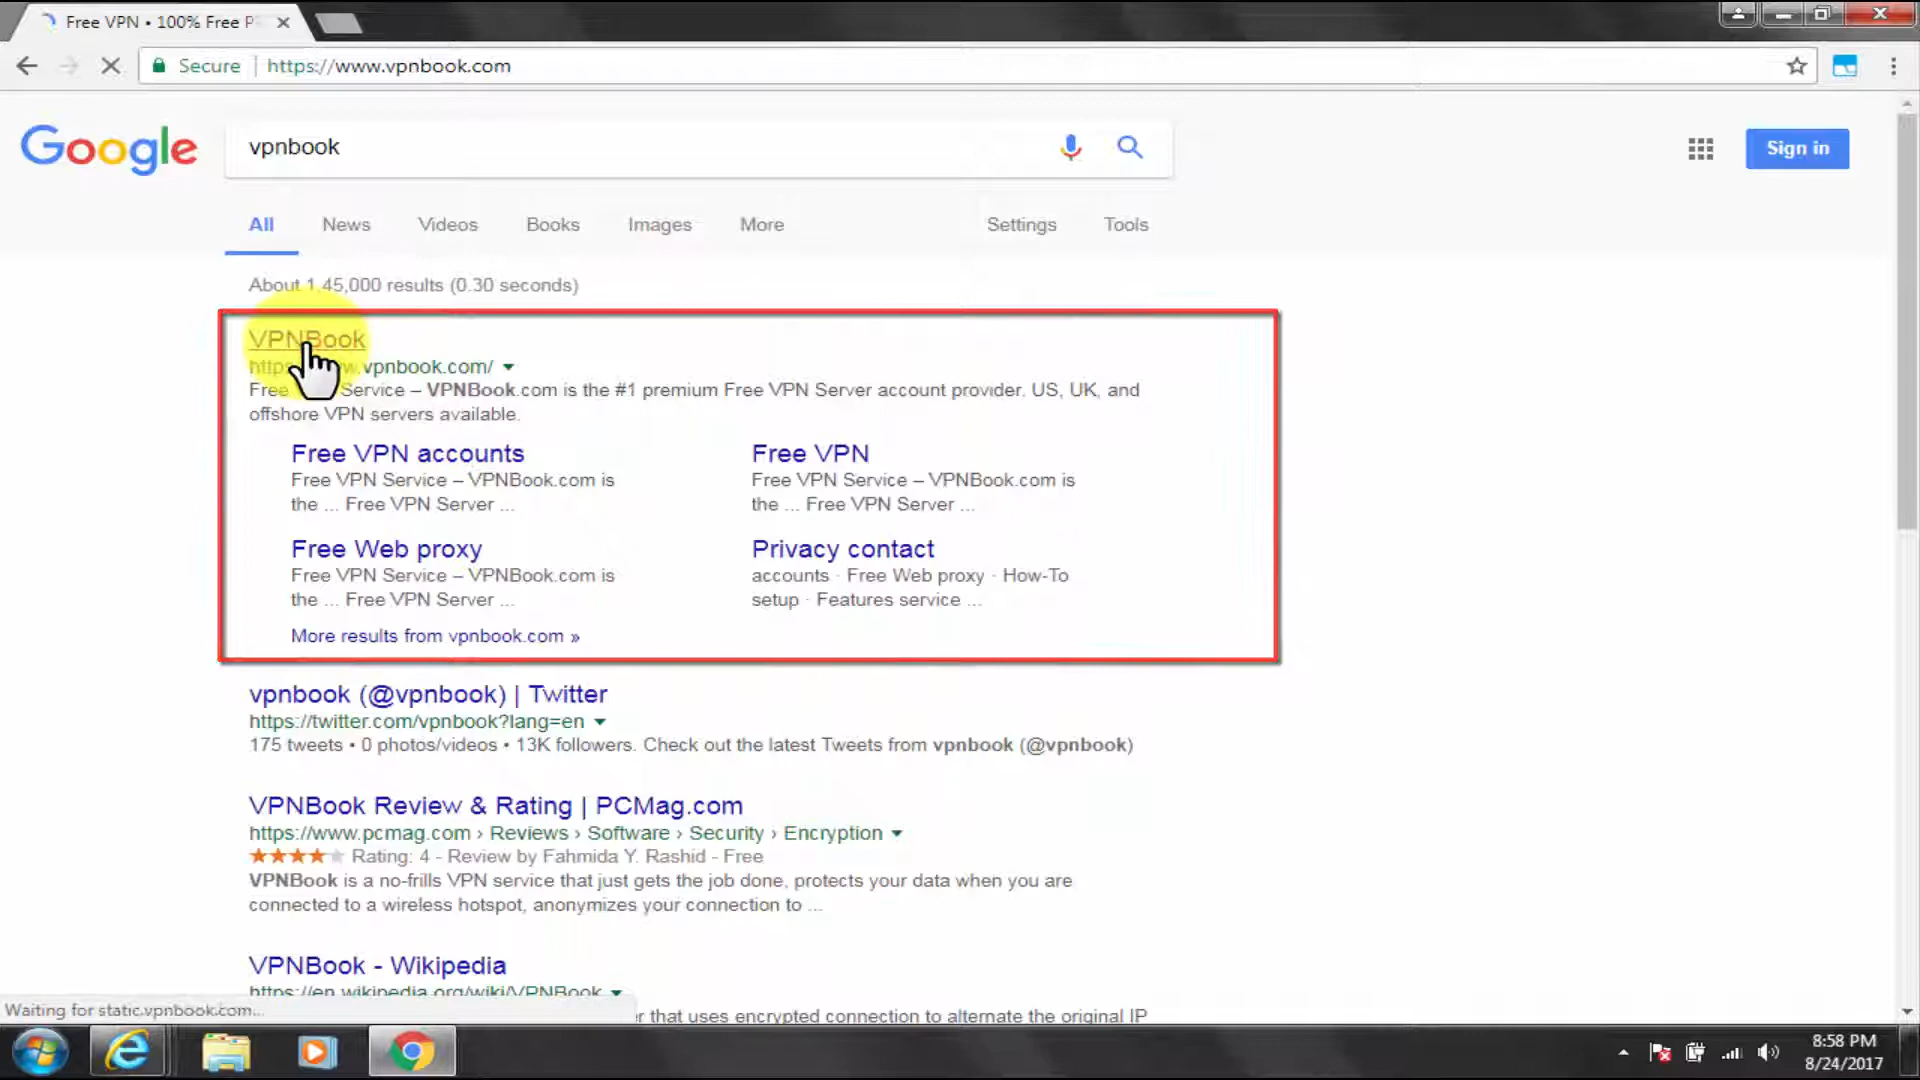 Free VPN • 100% Free P
Secure https://www.vpnbook.com
Google
vpnbook
Sign in
All News Videos Books Images More Settings Tools
About 1,45,000 results (0.30 seconds)
VPNBook
vpnbook.com/
Free Service – VPNBook.com is the #1 premium Free VPN Server account provider. US, UK, and
offshore VPN servers available.
Free VPN accounts
Free VPN Service – VPNBook.com is
the ... Free VPN Server ...
Free VPN
Free VPN Service – VPNBook.com is
the ... Free VPN Server ...
Free Web proxy
Free VPN Service – VPNBook.com is
the ... Free VPN Server ...
Privacy contact
accounts · Free Web proxy · How-To
setup · Features service ...
More results from vpnbook.com »
vpnbook (@vpnbook) | Twitter
https://twitter.com/vpnbook?lang=en
175 tweets • 0 photos/videos • 13K followers. Check out the latest Tweets from vpnbook (@vpnbook)
VPNBook Review & Rating | PCMag.com
https://www.pcmag.com › Reviews › Software › Security › Encryption
Rating: 4 - Review by Fahmida Y. Rashid - Free
VPNBook is a no-frills VPN service that just gets the job done, protects your data when you are
connected to a wireless hotspot, anonymizes your connection to ...
VPNBook - Wikipedia
https://en.wikipedia.org/wiki/VPNBook
Waiting for static.vpnbook.com...
r that uses encrypted connection to alternate the original IP
8:58 PM
8/24/2017